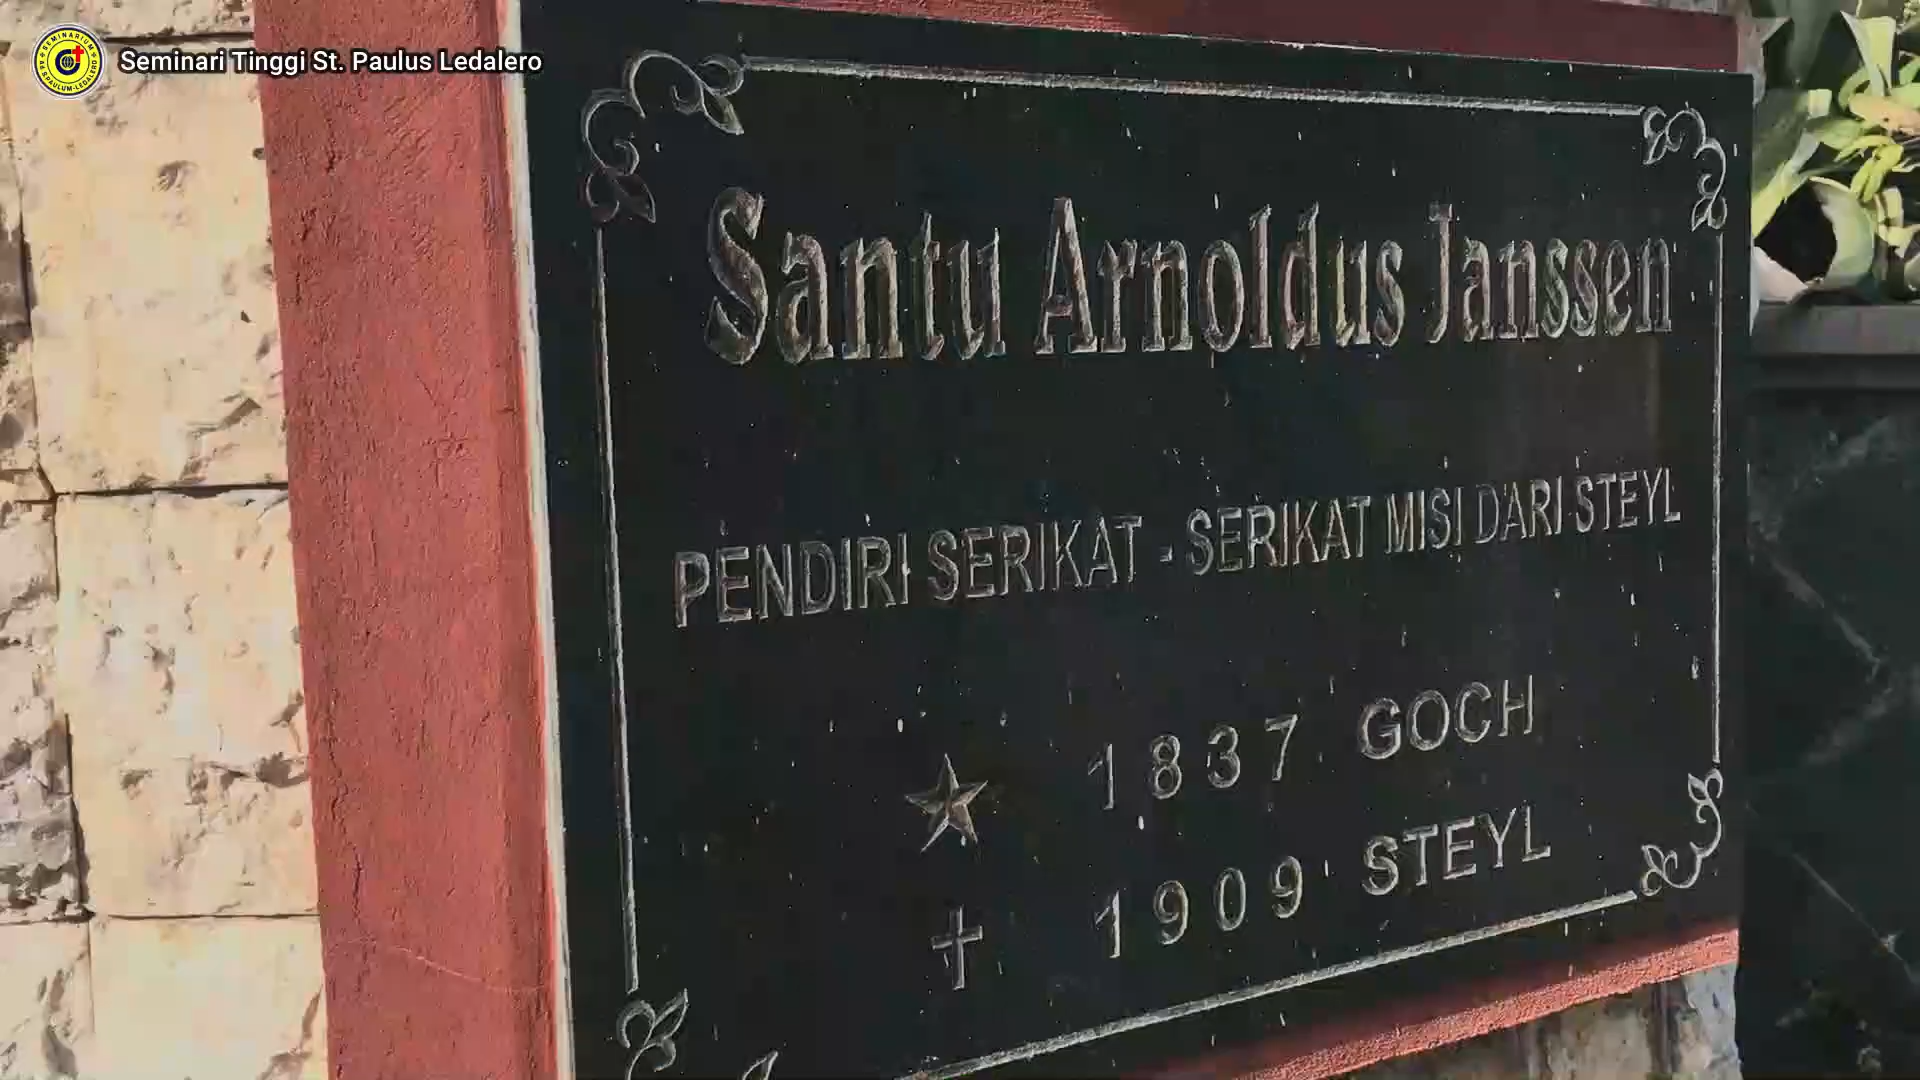 Seminari Tinggi St. Paulus Ledalero
Santu Arnoldus Janssen
PENDIRI SERIKAT - SERIKAT MISI DARI STEYL
1837 GOCH
1909 STEYL